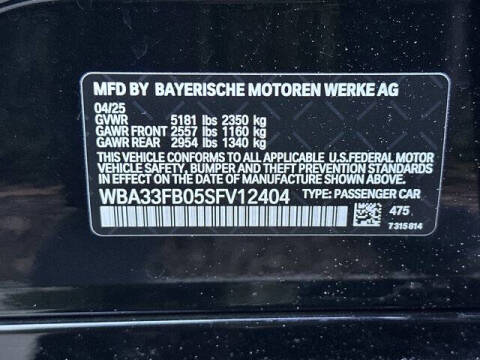 MFD BY BAYERISCHE MOTOREN WERKE AG
04/25
GVWR 5181 lbs 2350 kg
GAWR FRONT 2557 lbs 1160 kg
GAWR REAR 2954 lbs 1340 kg
THIS VEHICLE CONFORMS TO ALL APPLICABLE U.S.FEDERAL MOTOR
VEHICLE SAFETY, BUMPER AND THEFT PREVENTION STANDARDS
IN EFFECT ON THE DATE OF MANUFACTURE SHOWN ABOVE.
WBA33FB05SFV12404 TYPE: PASSENGER CAR
475
7315814